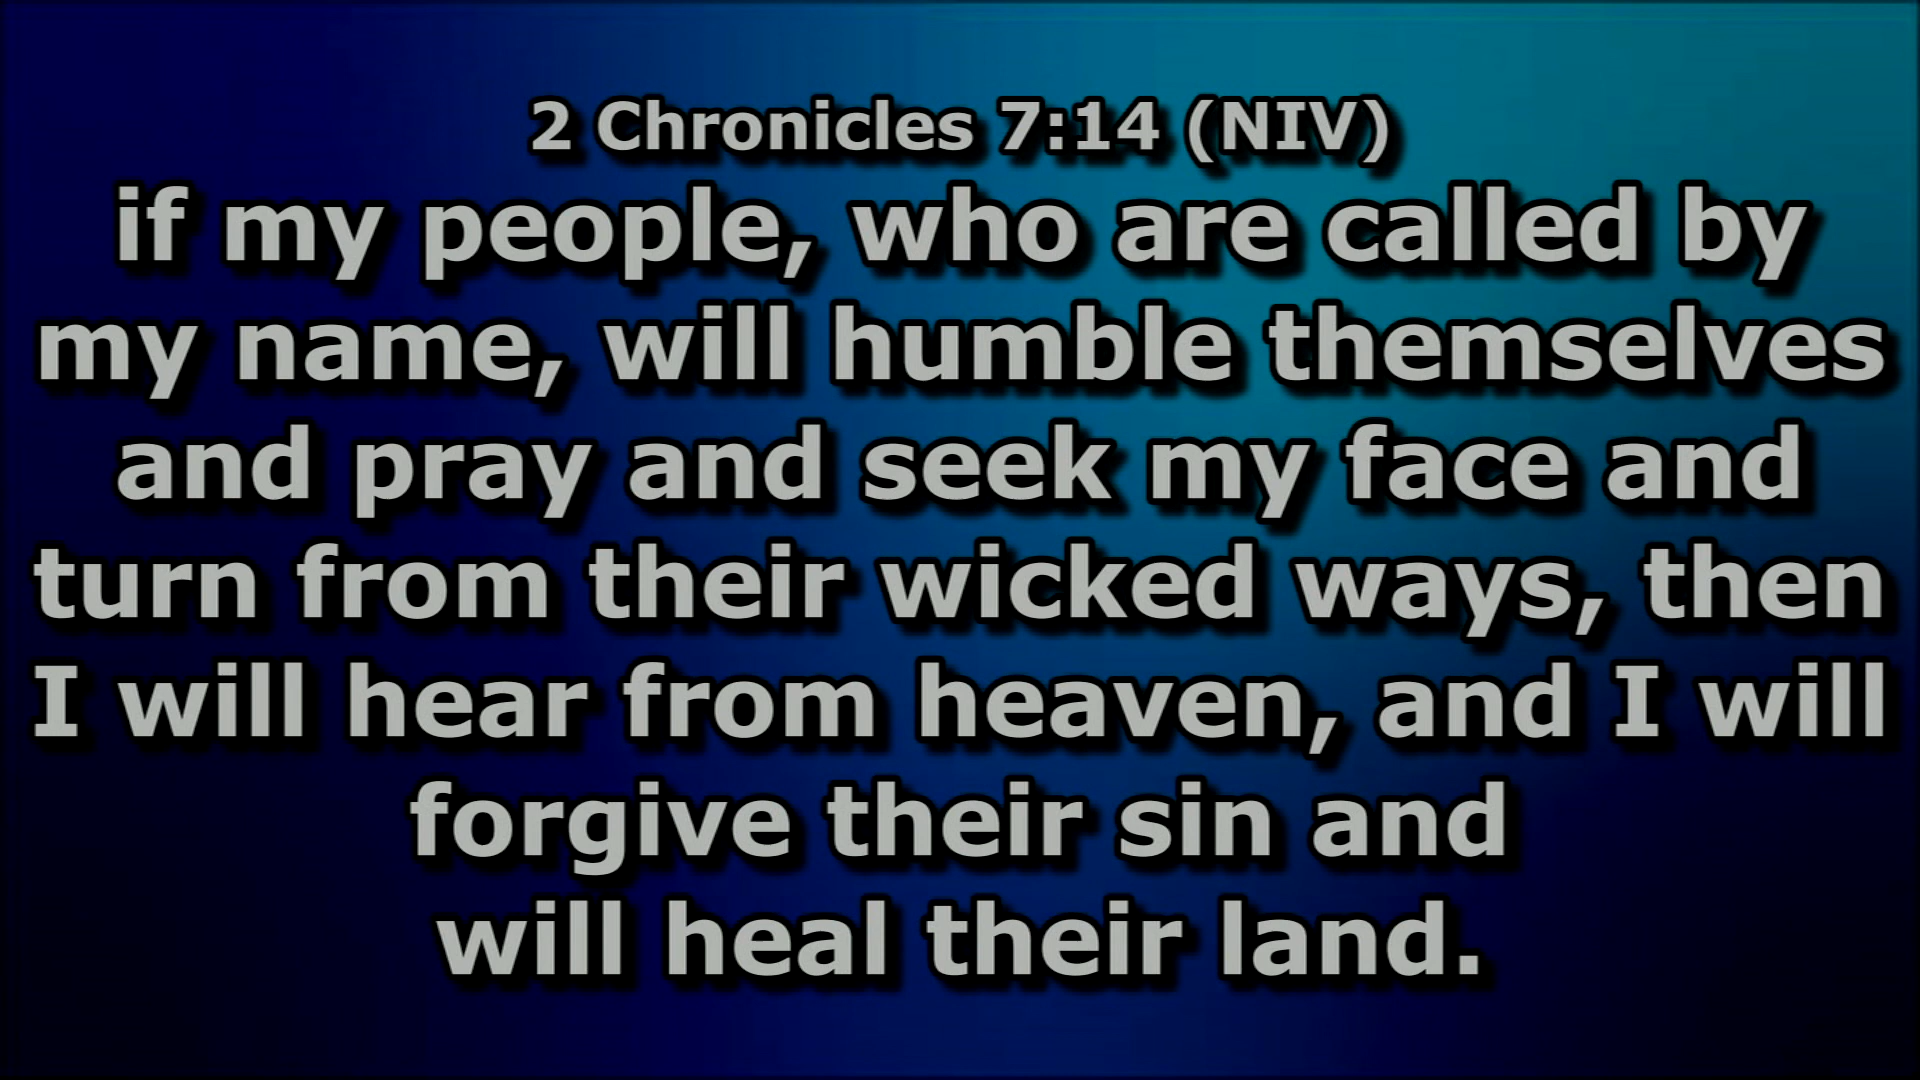 2 Chronicles 7:14 (NIV)
if my people, who are called by
my name, will humble themselves
and pray and seek my face and
turn from their wicked ways, then
I will hear from heaven, and I will
forgive their sin and
will heal their land.